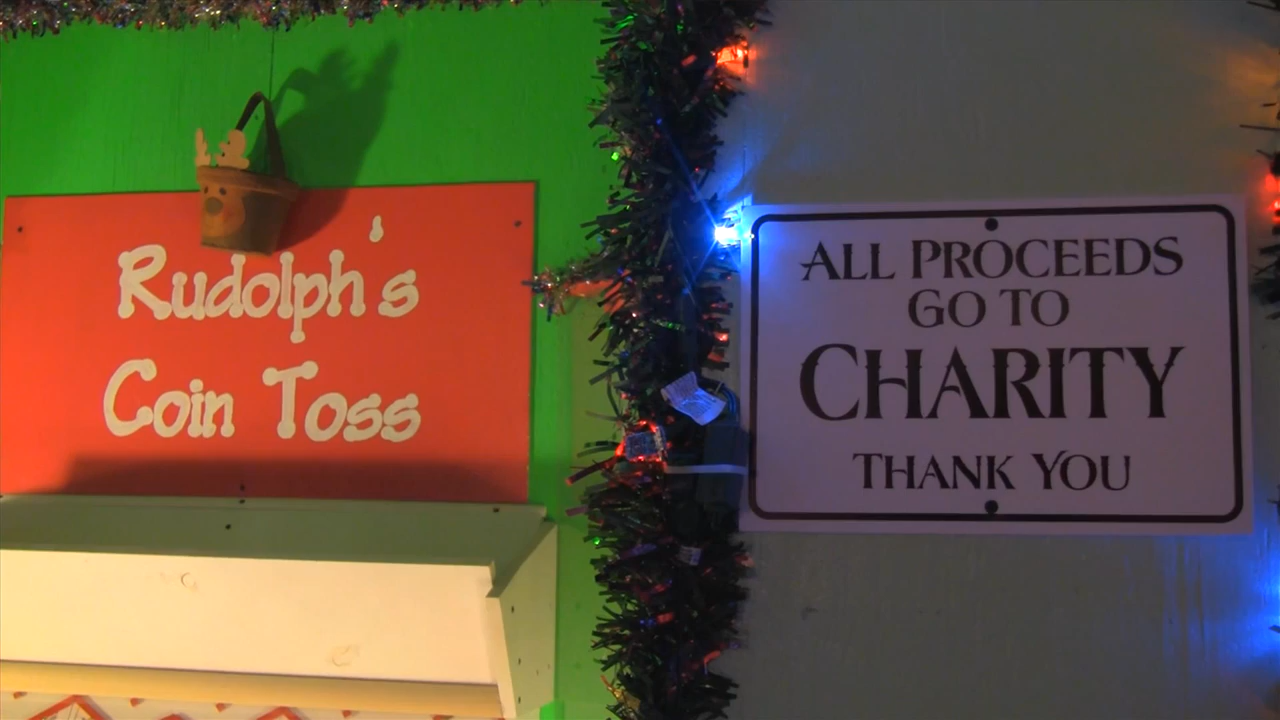 Rudolph's
Coin Toss
ALL PROCEEDS
GO TO
CHARITY
THANK YOU